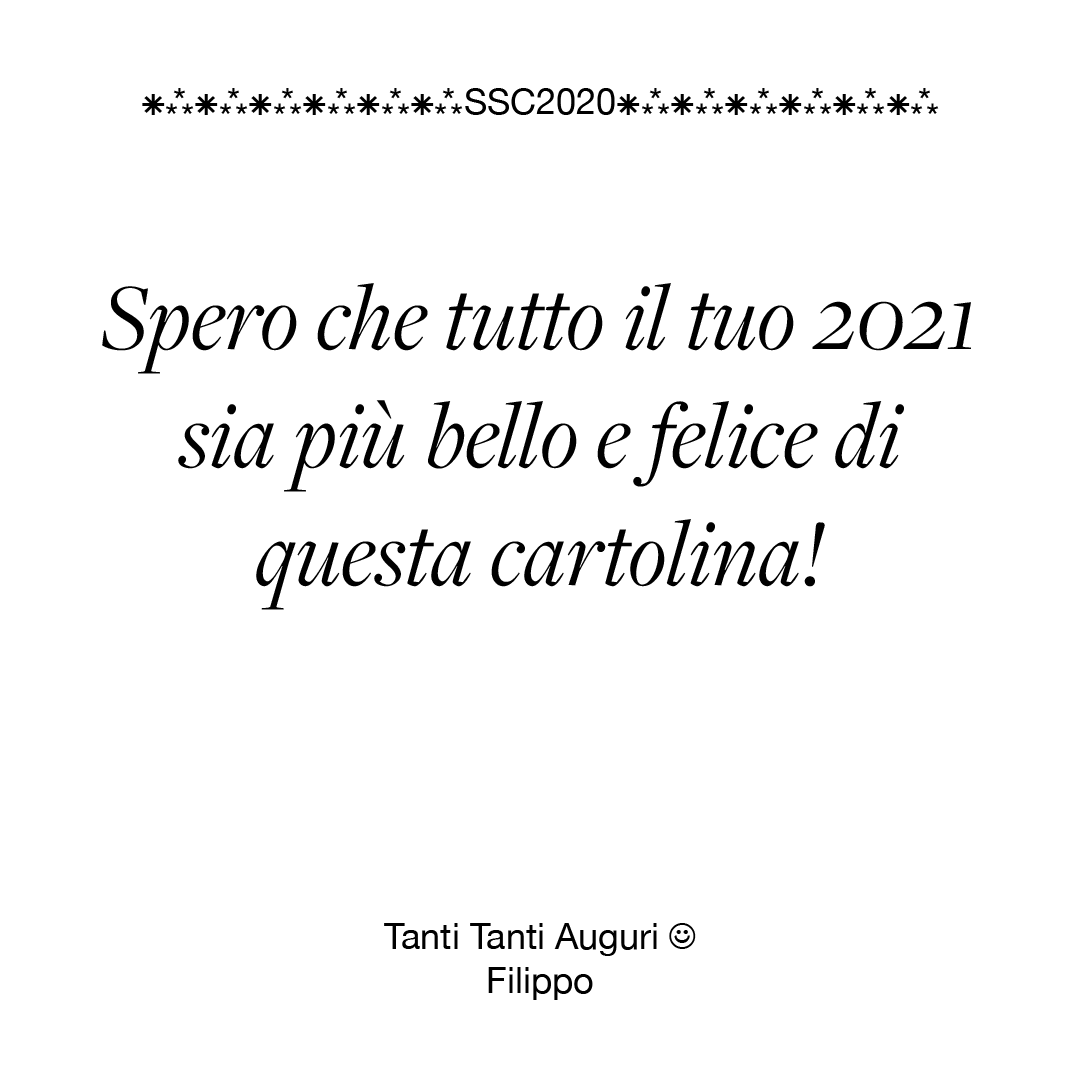 ⁕⁂⁕⁂⁕⁂⁕⁂⁕⁂⁕⁂SSC2020⁕⁂⁕⁂⁕⁂⁕⁂⁕⁂⁕⁂
Spero che tutto il tuo 2021
sia più bello e felice di
questa cartolina!
Tanti Tanti Auguri ☺
Filippo